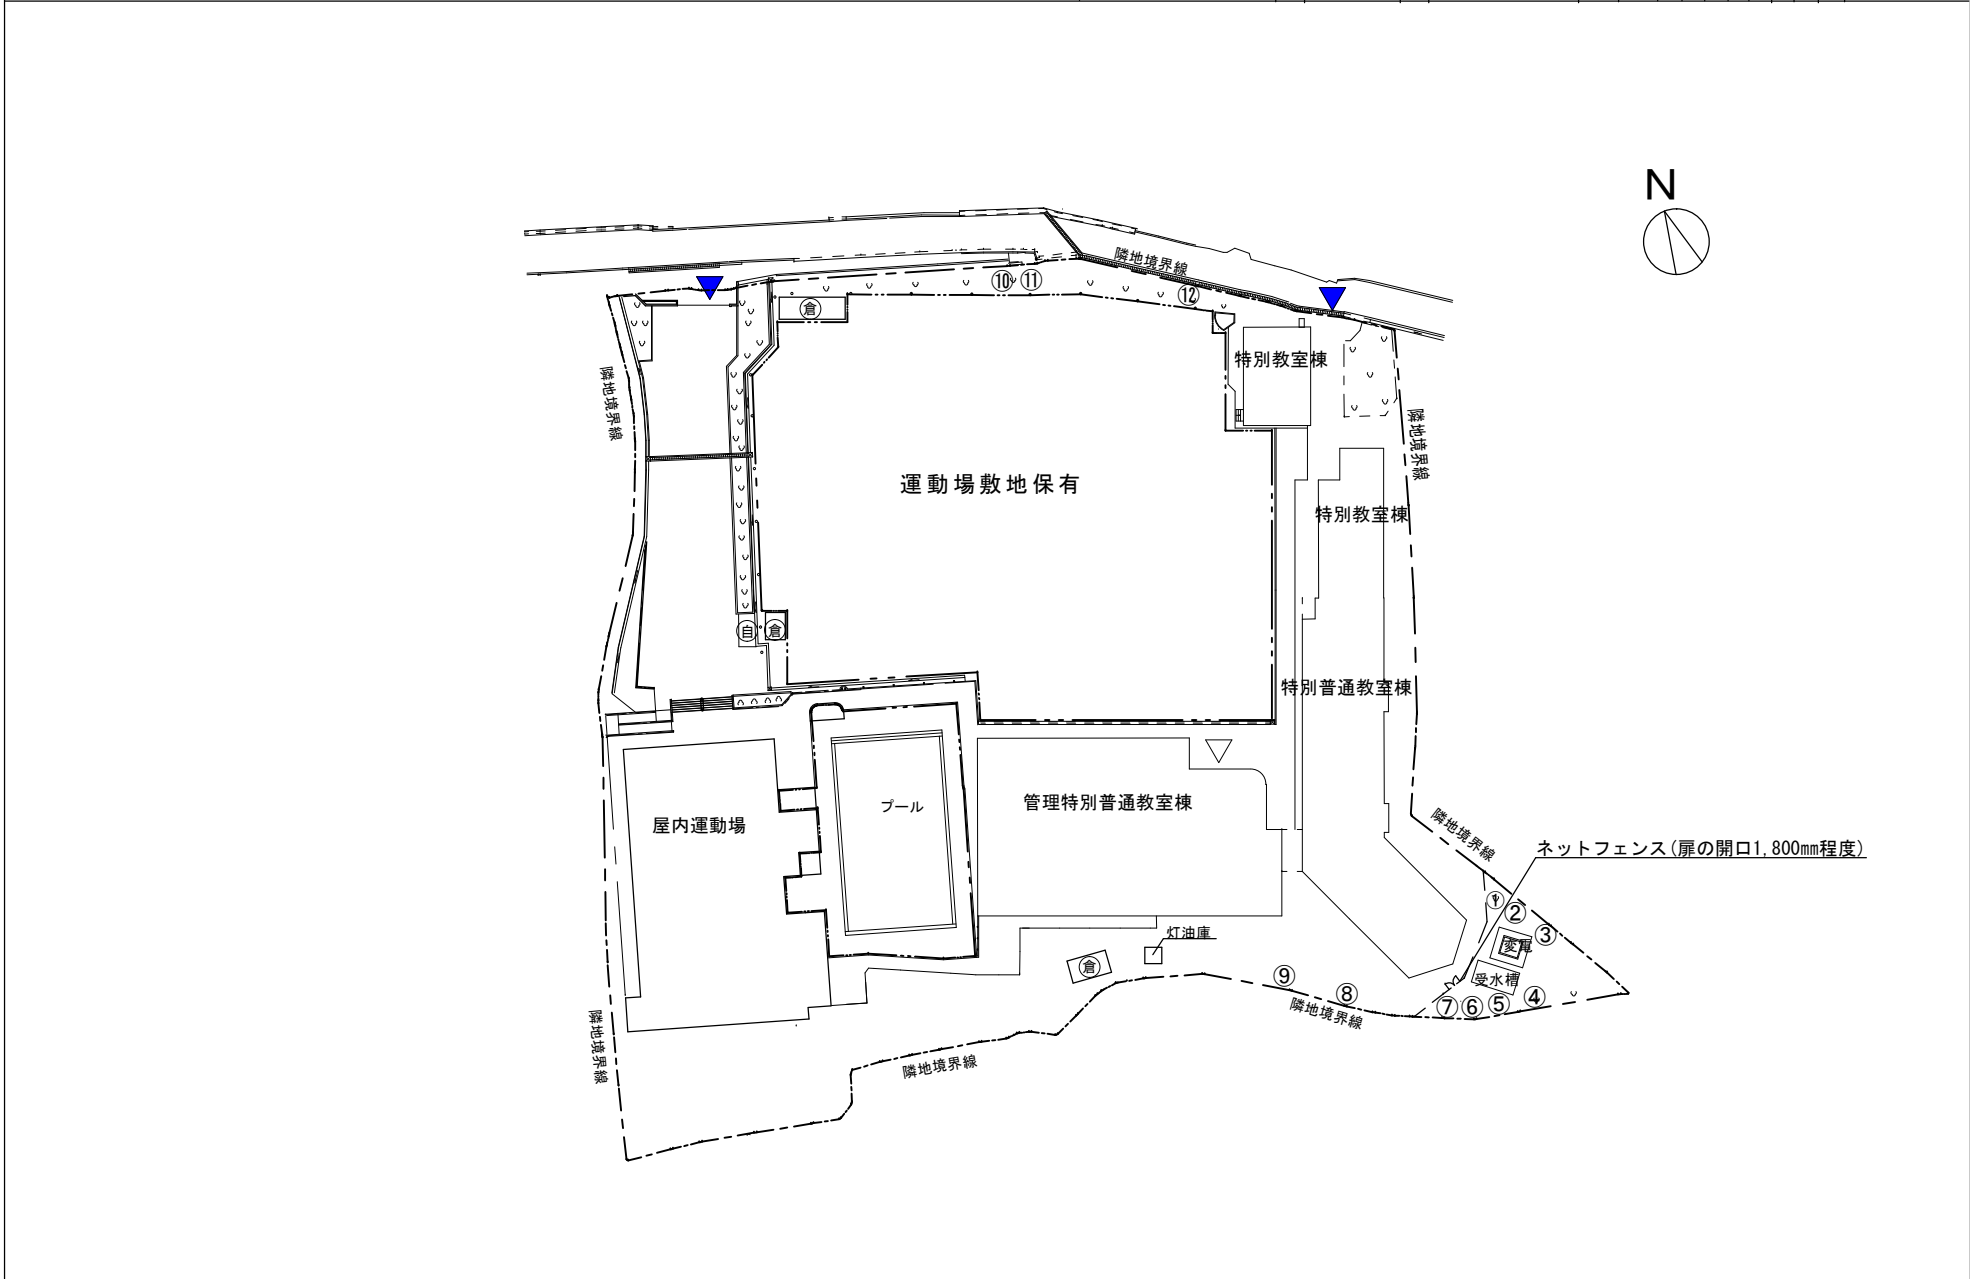 N
隣地境界線
⑩ ⑪
⑫
倉
特別教室棟
隣地境界線
隣地境界線
運動場敷地保有
特別教室棟
自 倉
特別普通教室棟
管理特別普通教室棟
プール
屋内運動場
隣地境界線
ネットフェンス(扉の開口1,800mm程度)
②
③
灯油庫
変電
倉
⑨
受水槽
⑧
④
⑦ ⑥ ⑤
隣地境界線
隣地境界線
隣地境界線